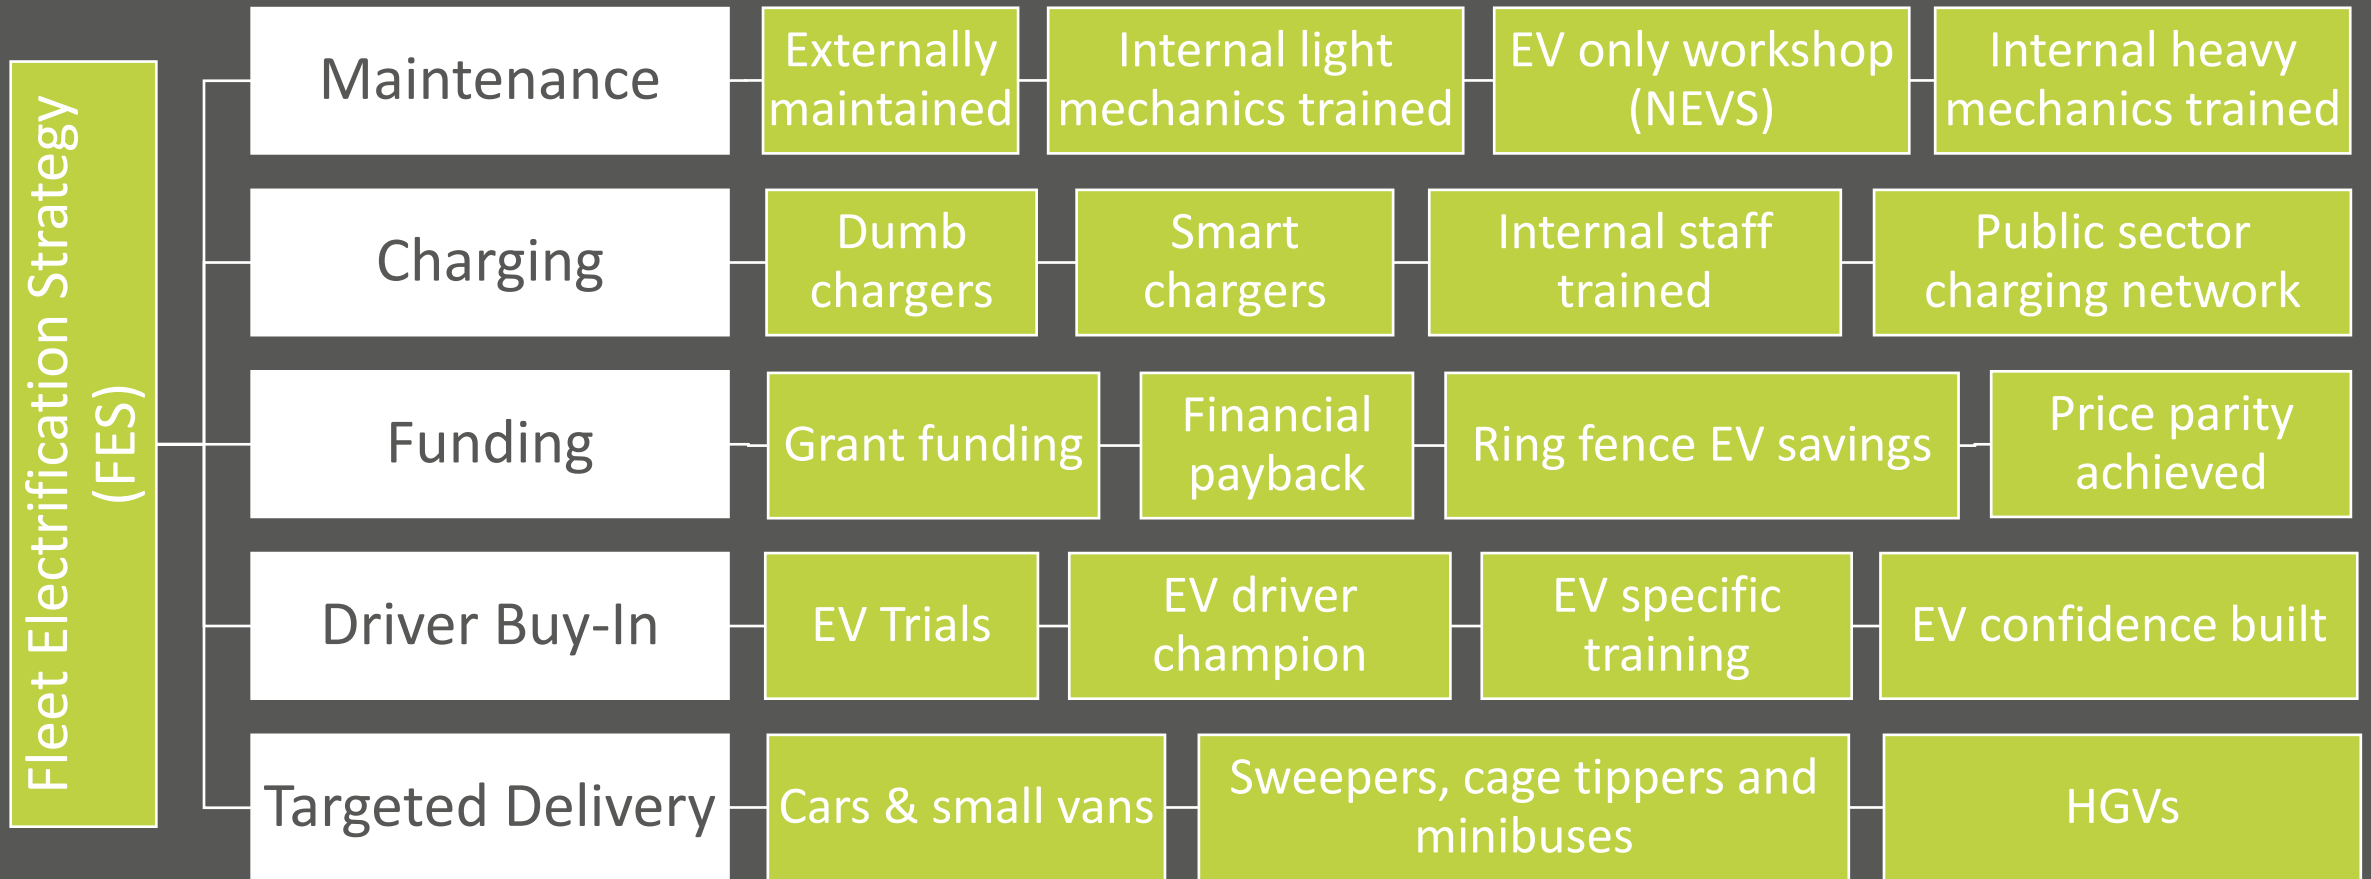 Fleet Electrification Strategy
(FES)
Maintenance
Externally
maintained
Internal light
mechanics trained
EV only workshop
(NEVS)
Internal heavy
mechanics trained
Charging
Dumb
chargers
Smart
chargers
Internal staff
trained
Public sector
charging network
Funding
Grant funding
Financial
payback
Ring fence EV savings
Price parity
achieved
Driver Buy-In
EV Trials
EV driver
champion
EV specific
training
EV confidence built
Targeted Delivery
Cars & small vans
Sweepers, cage tippers and
minibuses
HGVs